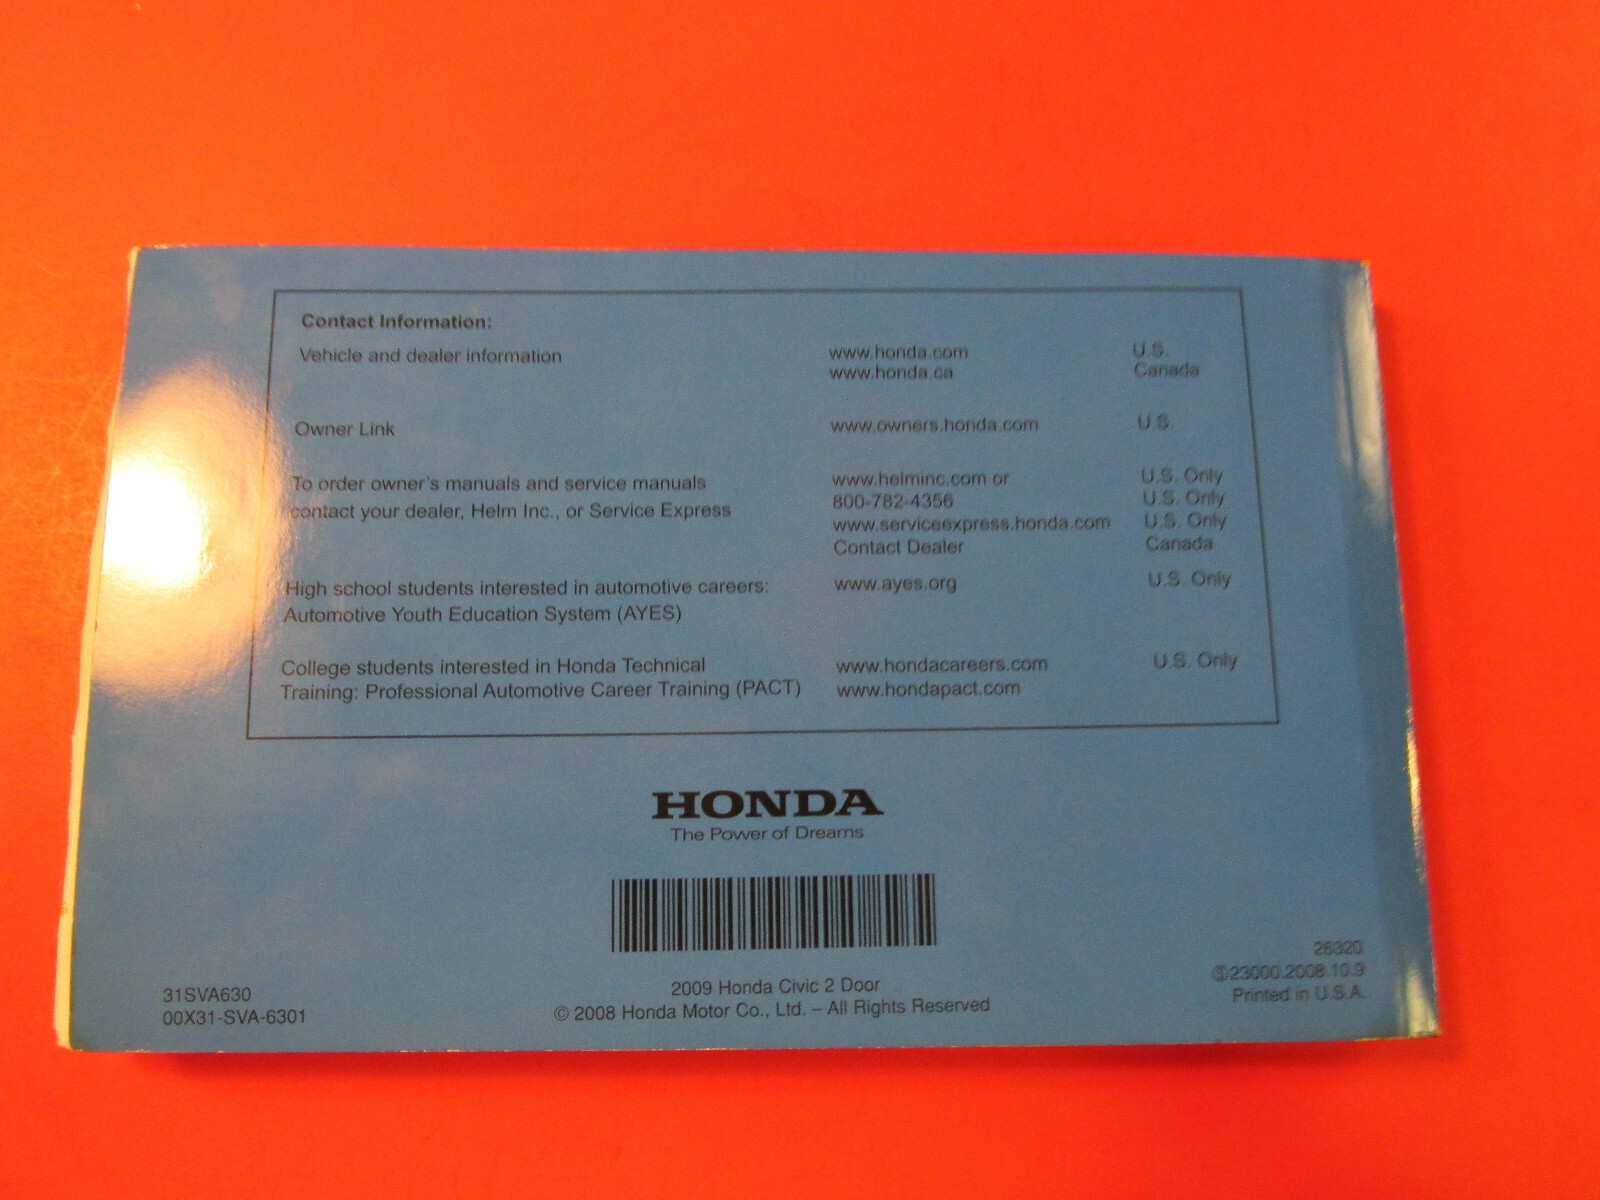 Contact Information:
Vehicle and dealer information www.honda.com U.S.
www.honda.ca Canada
Owner Link www.owners.honda.com U.S.
To order owner's manuals and service manuals www.helminc.com or U.S. Only
800-782-4356 U.S. Only
contact your dealer, Helm Inc., or Service Express www.serviceexpress.honda.com U.S. Only
Contact Dealer Canada
High school students interested in automotive careers: www.ayes.org U.S. Only
Automotive Youth Education System (AYES)
College students interested in Honda Technical www.hondacareers.com U.S. Only
Training: Professional Automotive Career Training (PACT) www.hondapact.com
HONDA
The Power of Dreams
31SVA630
00X31-SVA-6301
2009 Honda Civic 2 Door
© 2008 Honda Motor Co., Ltd. – All Rights Reserved
26320
23000.2008.10.9
Printed in U.S.A.